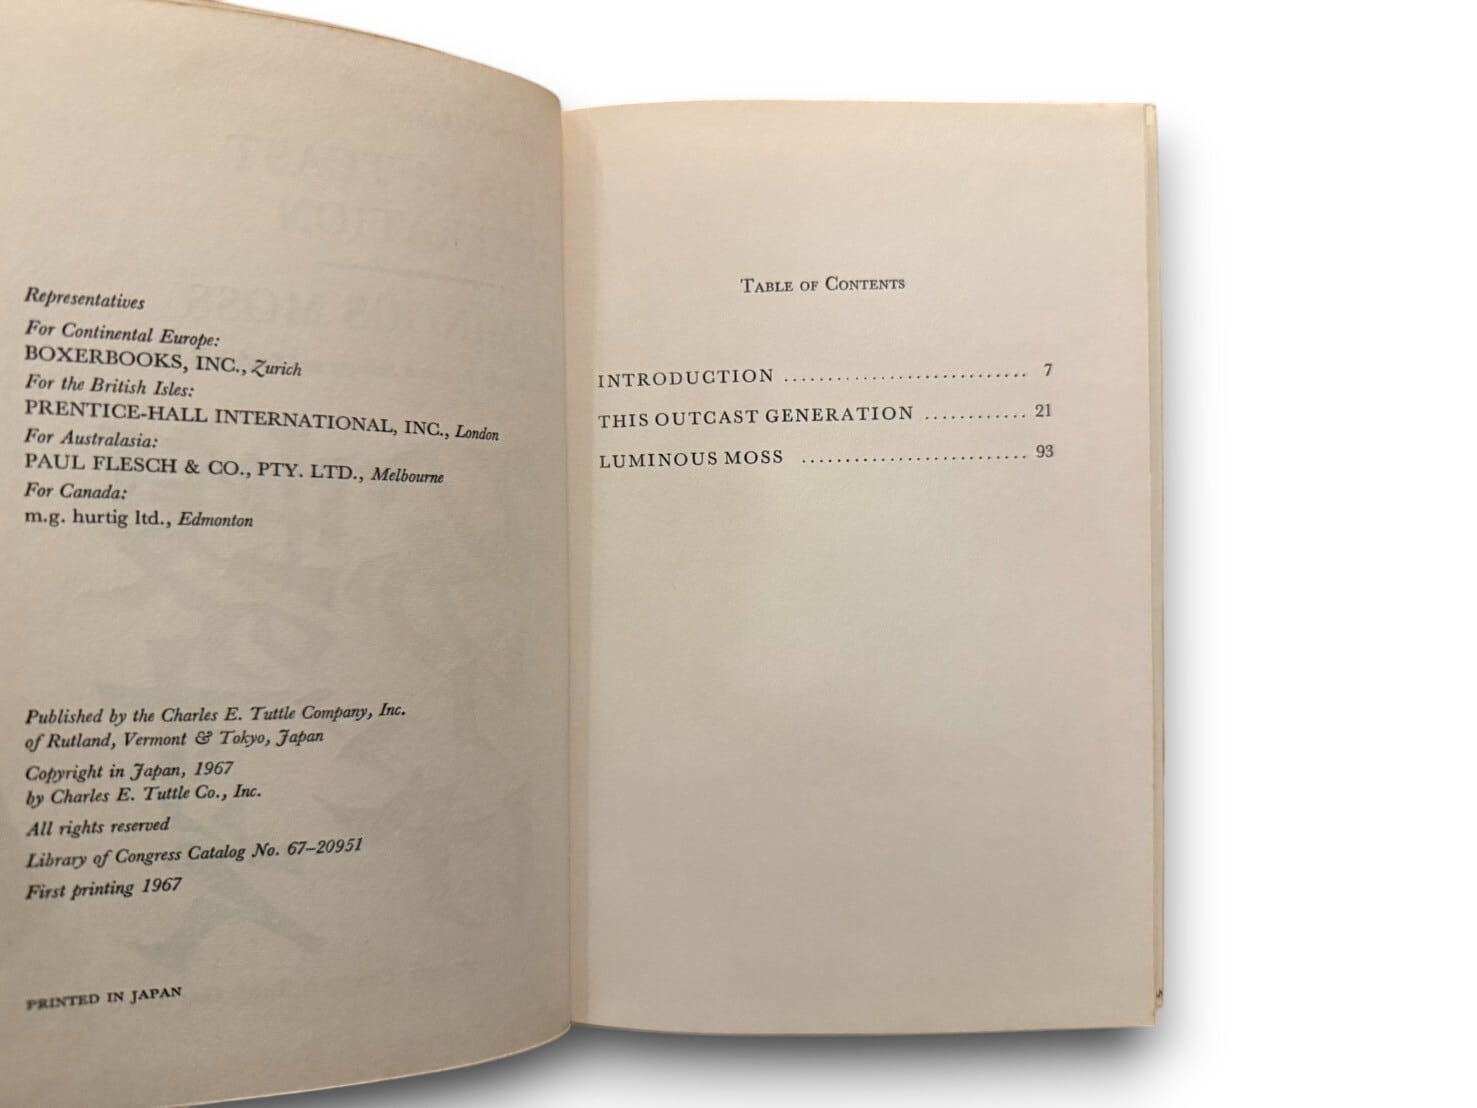 Representatives
For Continental Europe:
BOXERBOOKS, INC., Zurich
For the British Isles:
PRENTICE-HALL INTERNATIONAL, INC., London
For Australasia:
PAUL FLESCH & CO., PTY. LTD., Melbourne
For Canada:
m.g. hurtig ltd., Edmonton
Published by the Charles E. Tuttle Company, Inc.
of Rutland, Vermont & Tokyo, Japan
Copyright in Japan, 1967
by Charles E. Tuttle Co., Inc.
All rights reserved
Library of Congress Catalog No. 67-20951
First printing 1967
PRINTED IN JAPAN
TABLE OF CONTENTS
INTRODUCTION ............................ 7
THIS OUTCAST GENERATION ............ 21
LUMINOUS MOSS .......................... 93